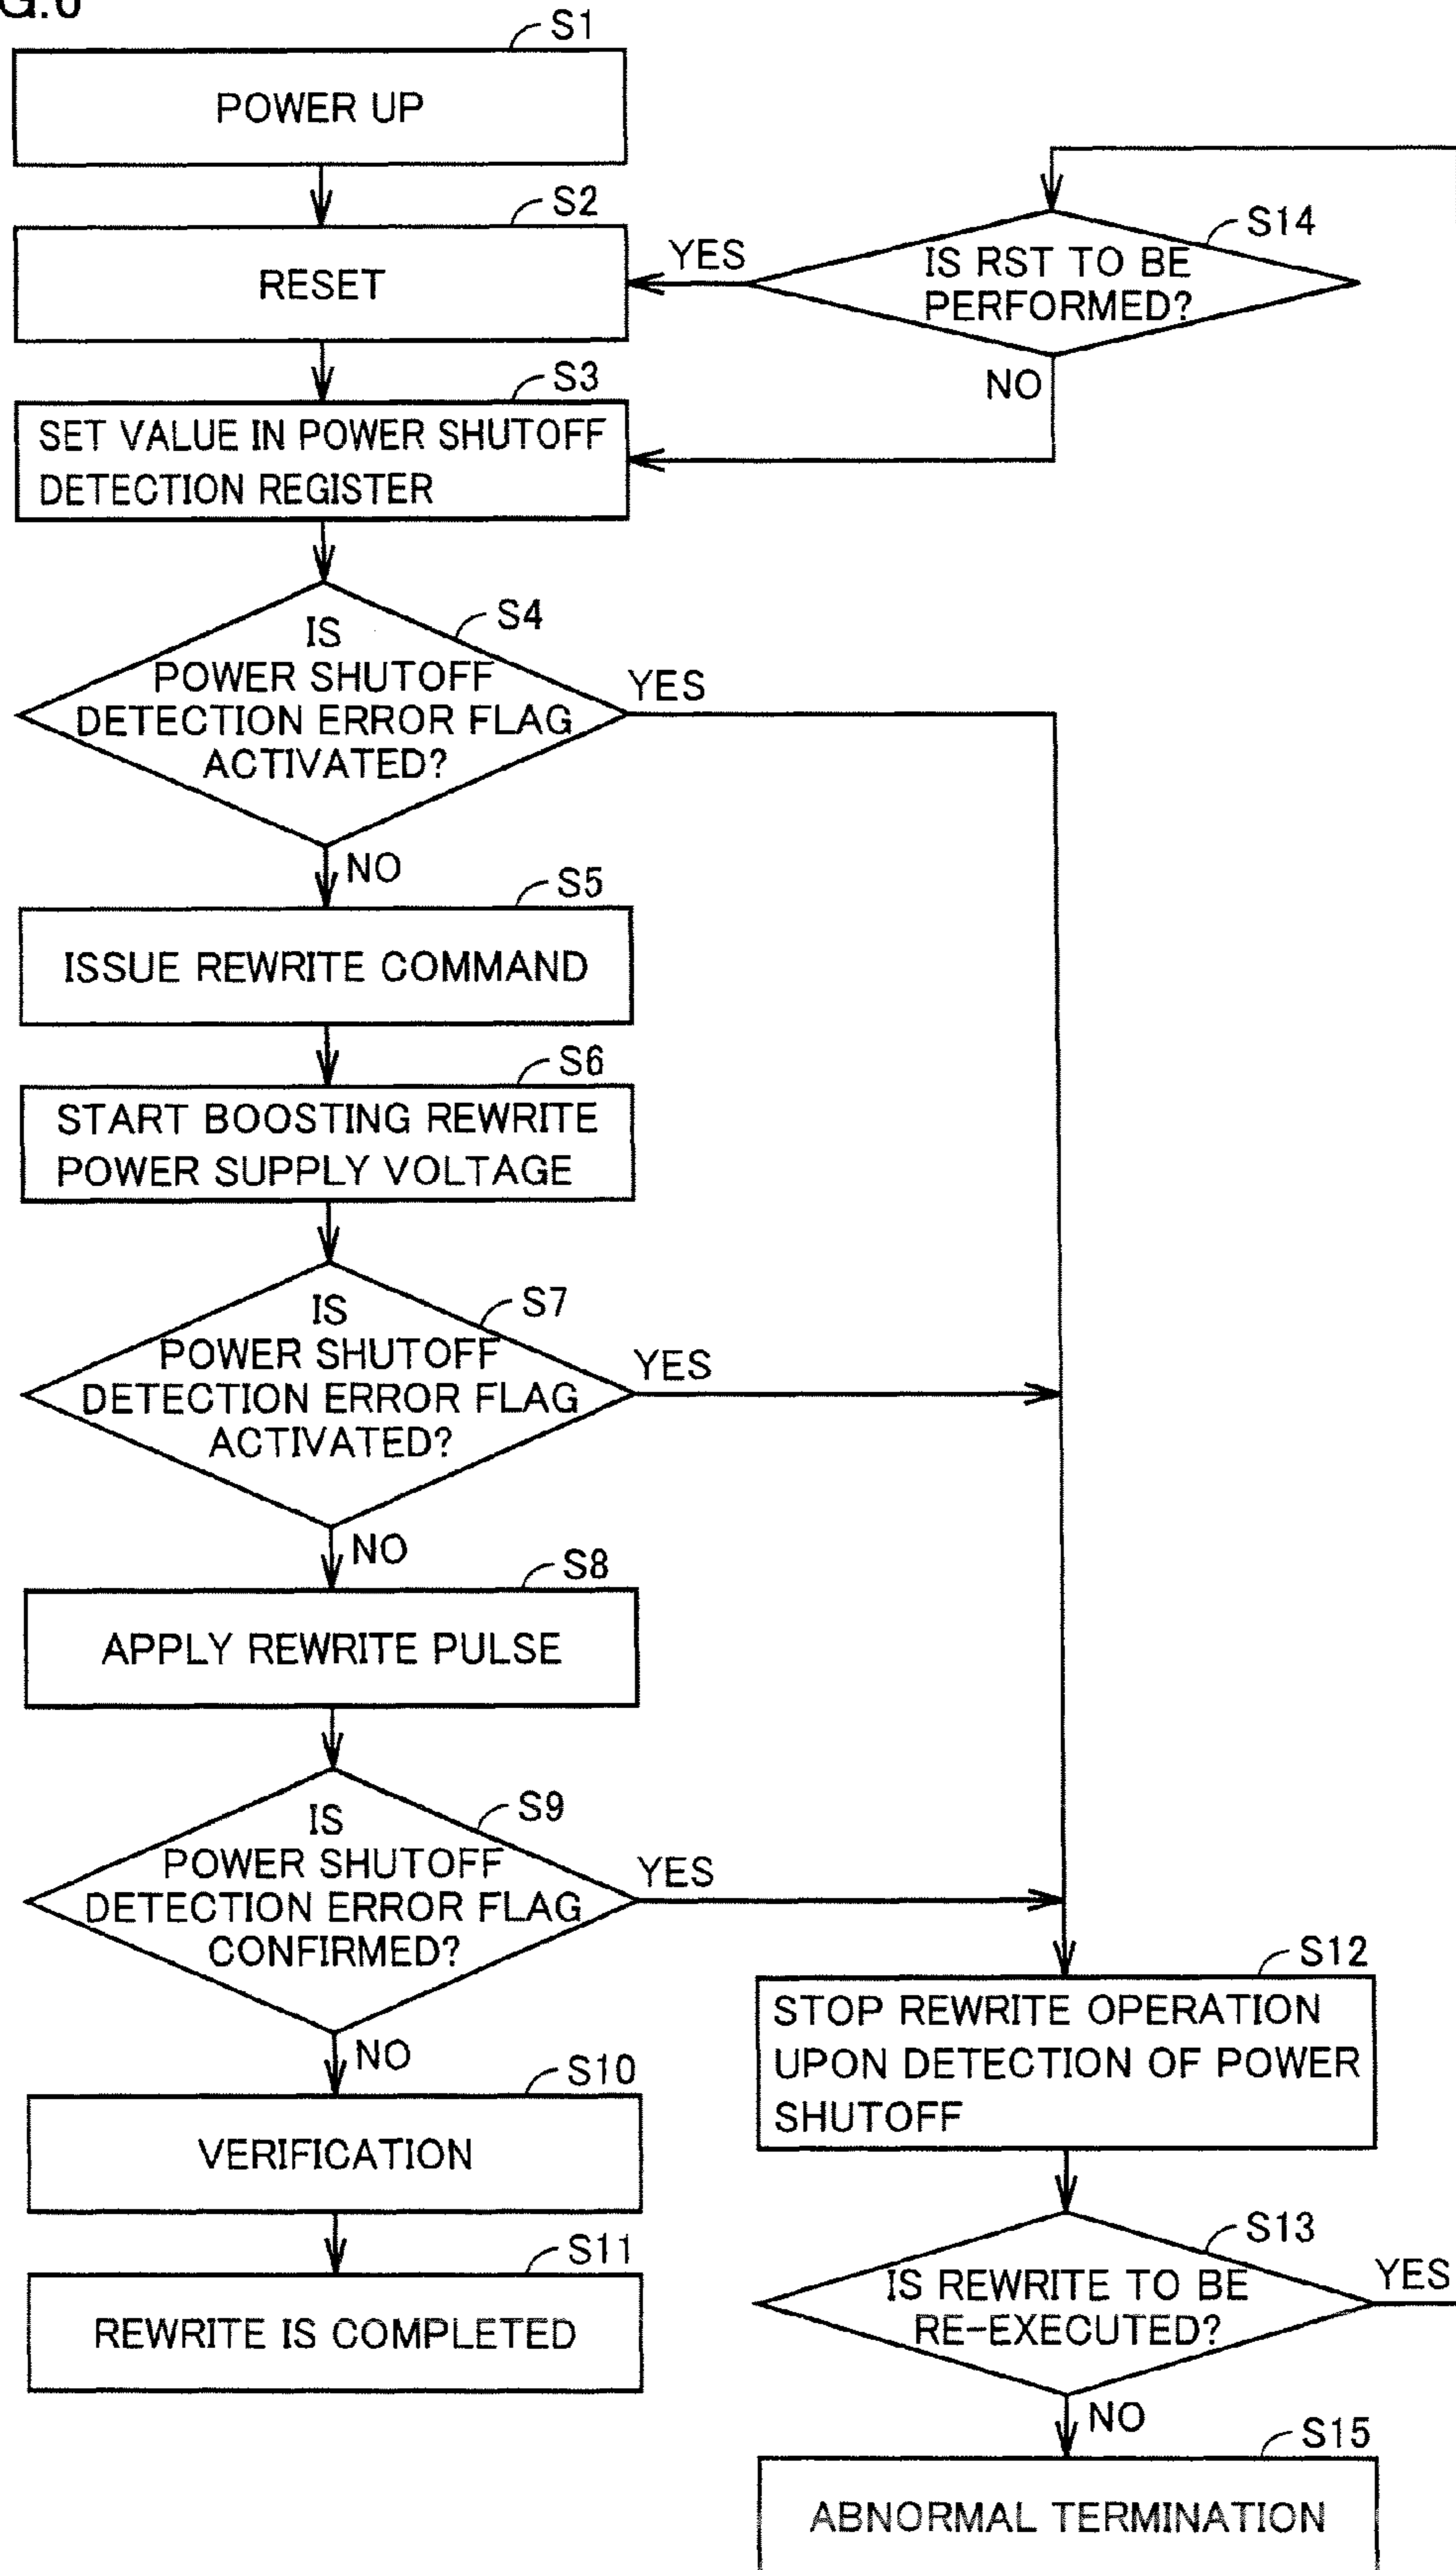 G.6
S1
POWER UP
S2
RESET
YES
S14
IS RST TO BE
PERFORMED?
NO
S3
SET VALUE IN POWER SHUTOFF
DETECTION REGISTER
S4
IS
POWER SHUTOFF
DETECTION ERROR FLAG
ACTIVATED?
YES
NO
S5
ISSUE REWRITE COMMAND
S6
START BOOSTING REWRITE
POWER SUPPLY VOLTAGE
S7
IS
POWER SHUTOFF
DETECTION ERROR FLAG
ACTIVATED?
YES
NO
S8
APPLY REWRITE PULSE
S9
IS
POWER SHUTOFF
DETECTION ERROR FLAG
CONFIRMED?
YES
NO
S10
VERIFICATION
S11
REWRITE IS COMPLETED
S12
STOP REWRITE OPERATION
UPON DETECTION OF POWER
SHUTOFF
S13
IS REWRITE TO BE
RE-EXECUTED?
YES
NO
S15
ABNORMAL TERMINATION